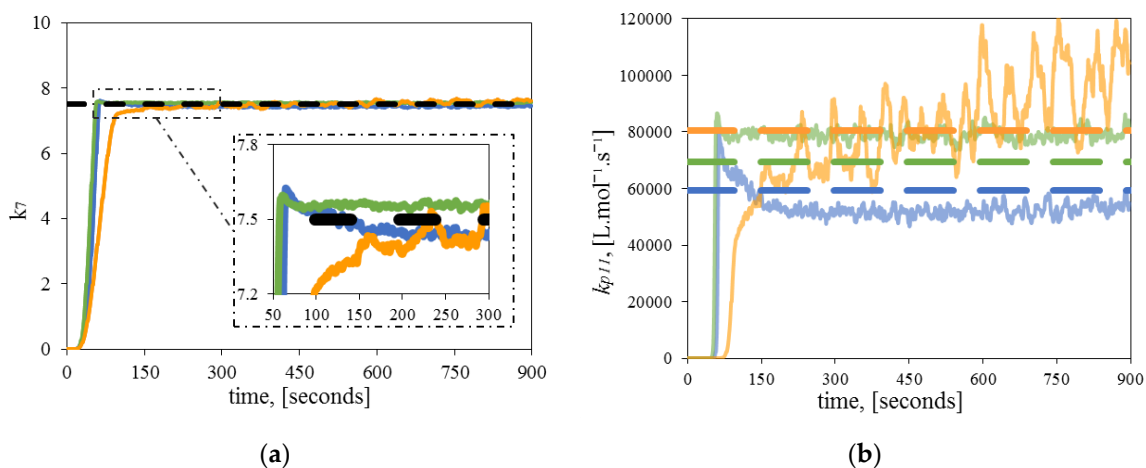 10
8
6
4
2
0
k₇
7.8
7.5
7.2
50 100 150 200 250 300
0 150 300 450 600 750 900
time, [seconds]
(a)
120000
100000
80000
60000
40000
20000
0
kp11, [L.mol⁻¹.s⁻¹]
0 150 300 450 600 750 900
time, [seconds]
(b)